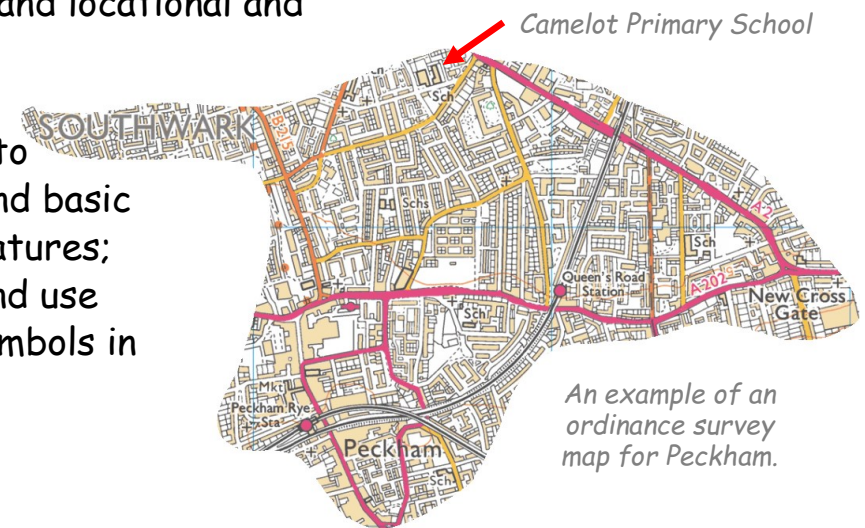 and locational and
Camelot Primary School
to
nd basic
atures;
nd use
mbols in
SOUTHWARK
B215
Sch
Schs
A2
Sch
Queen's Road
Station
A202
New Cross
Gate
Sch
Mkt
Peckham Rye
Sta
Peckham
Sch
An example of an
ordinance survey
map for Peckham.